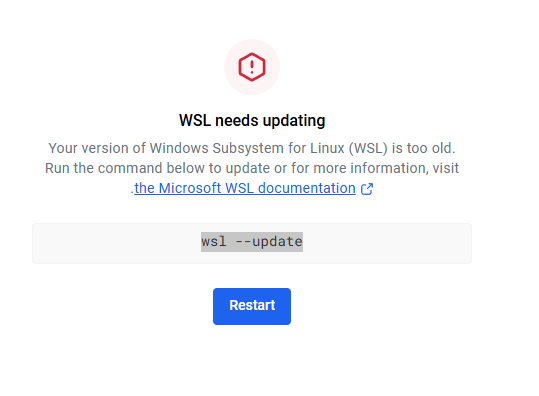 WSL needs updating
Your version of Windows Subsystem for Linux (WSL) is too old.
Run the command below to update or for more information, visit
.the Microsoft WSL documentation
wsl --update
Restart